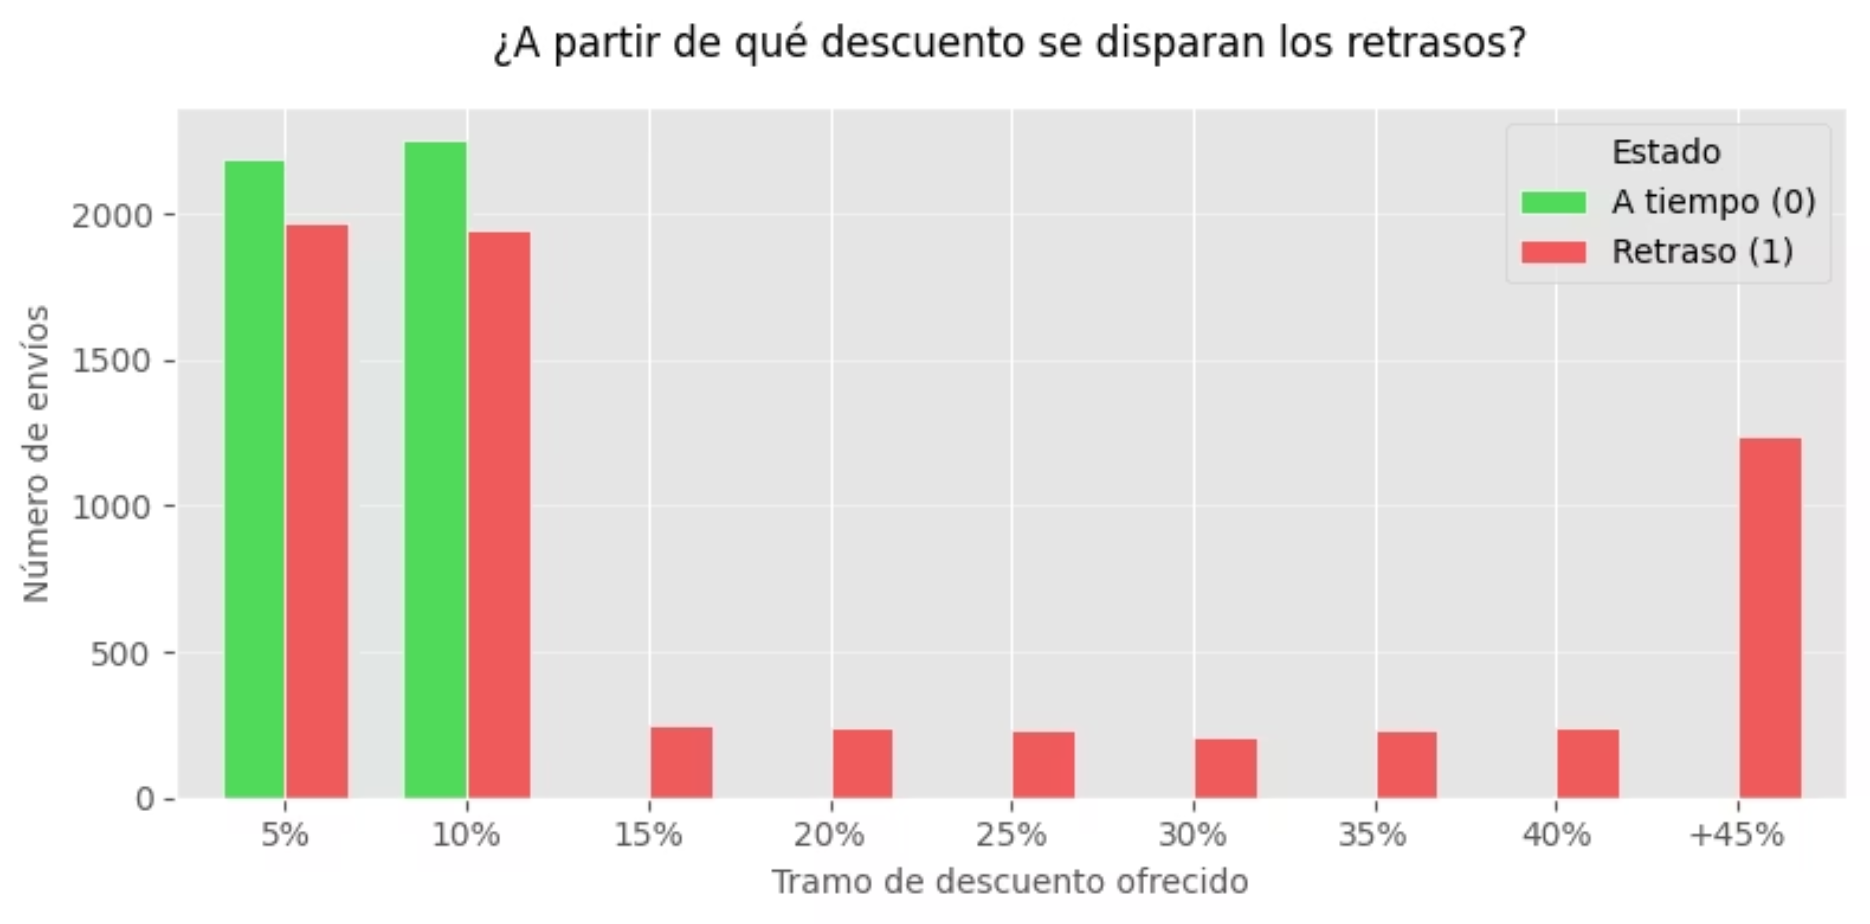 ¿A partir de qué descuento se disparan los retrasos?
Estado
A tiempo (0)
Retraso (1)
Número de envíos
2000
1500
1000
500
0
5% 10% 15% 20% 25% 30% 35% 40% +45%
Tramo de descuento ofrecido